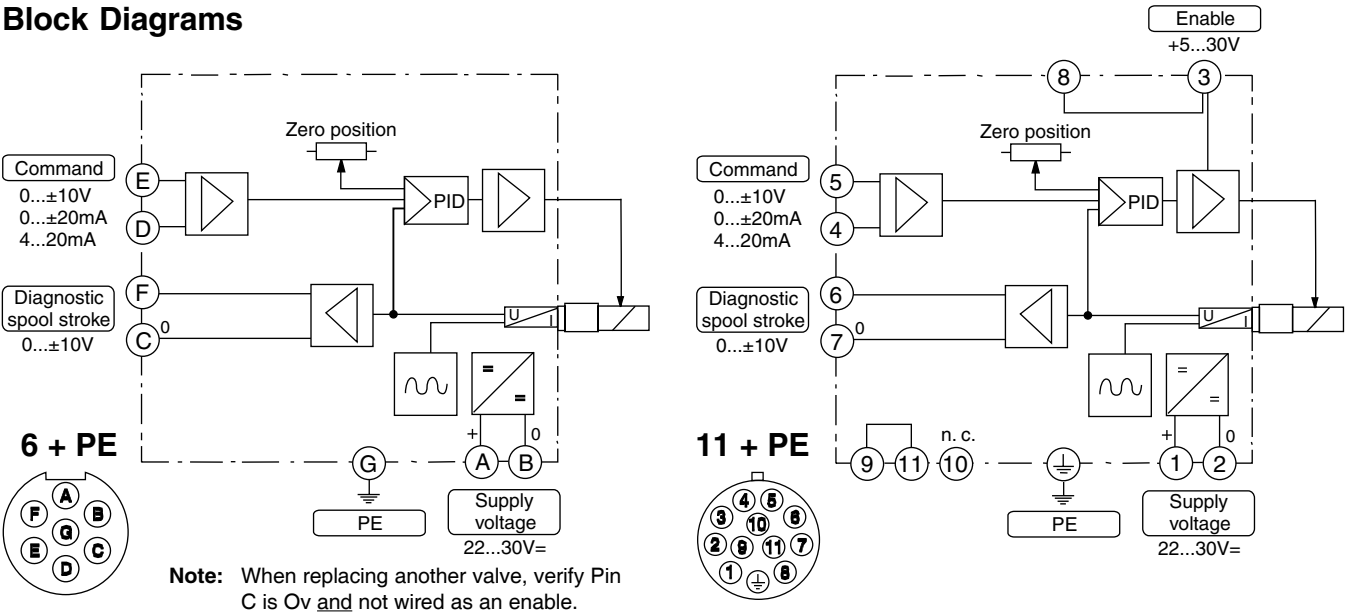 Block Diagrams
Zero position
Command
0...±10V
0...±20mA
4...20mA
E
D
PID
Diagnostic
spool stroke
0...±10V
F
C
0
U
I
=
=
+
0
G
A
B
PE
Supply
voltage
22...30V=
6 + PE
A
F
B
G
E
C
D
Note: When replacing another valve, verify Pin
C is Ov and not wired as an enable.
Enable
+5...30V
8
3
Zero position
Command
0...±10V
0...±20mA
4...20mA
5
4
PID
Diagnostic
spool stroke
0...±10V
6
7
0
U
I
=
=
+
0
n. c.
9
11
10
1
2
PE
Supply
voltage
22...30V=
11 + PE
4
5
3
10
6
2
9
11
7
1
8